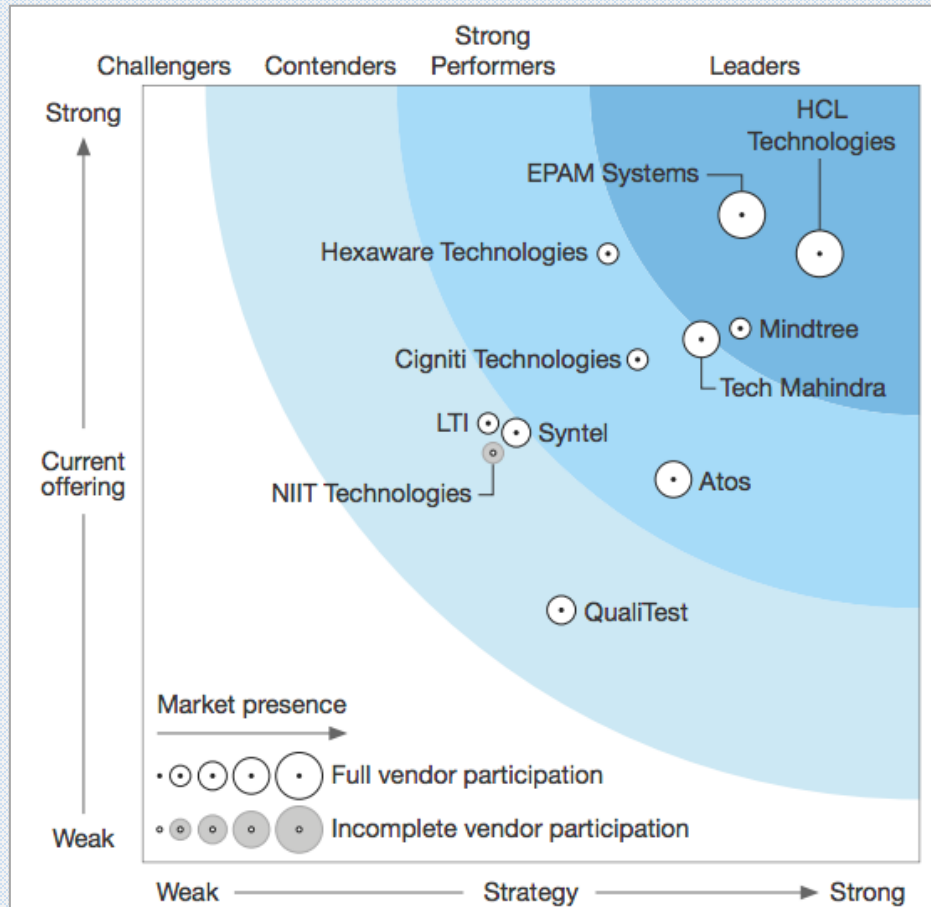 Strong
Challengers Contenders Performers Leaders
Strong
HCL
Technologies
EPAM Systems
Hexaware Technologies
Mindtree
Cigniti Technologies
Tech Mahindra
LTI
Syntel
Current
offering
NIIT Technologies
Atos
QualiTest
Market presence
Full vendor participation
Incomplete vendor participation
Weak
Weak Strategy Strong